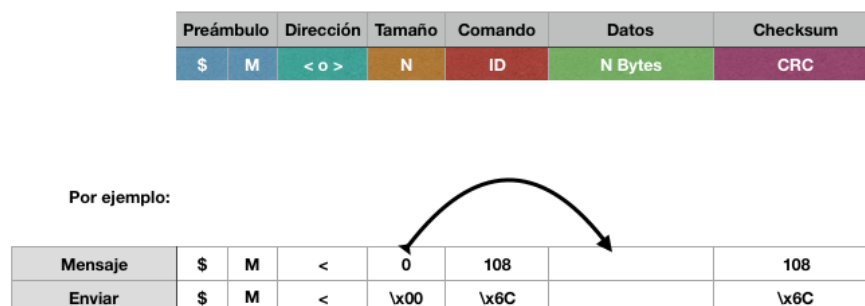 Preámbulo Dirección Tamaño Comando Datos Checksum
$ M < o > N ID N Bytes CRC
Por ejemplo:
Mensaje $ M < 0 108 108
Enviar $ M < \x00 \x6C \x6C